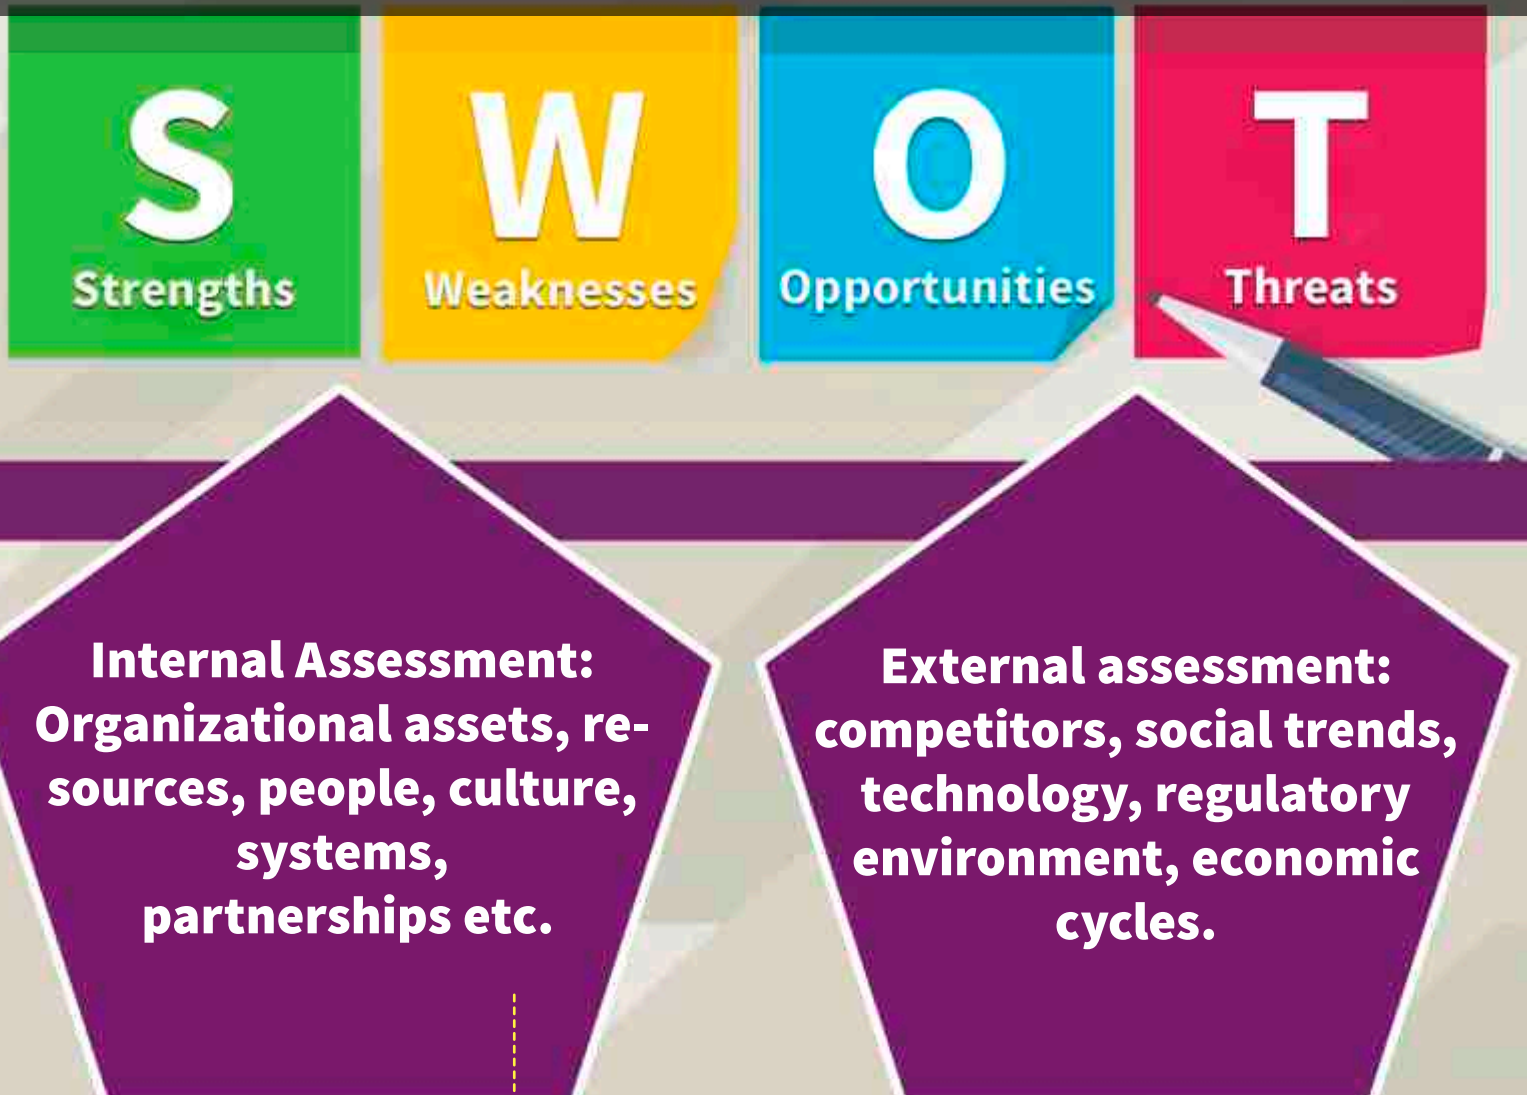 S
Strengths
W
Weaknesses
O
Opportunities
T
Threats
Internal Assessment:
Organizational assets, re-
sources, people, culture,
systems,
partnerships etc.
External assessment:
competitors, social trends,
technology, regulatory
environment, economic
cycles.